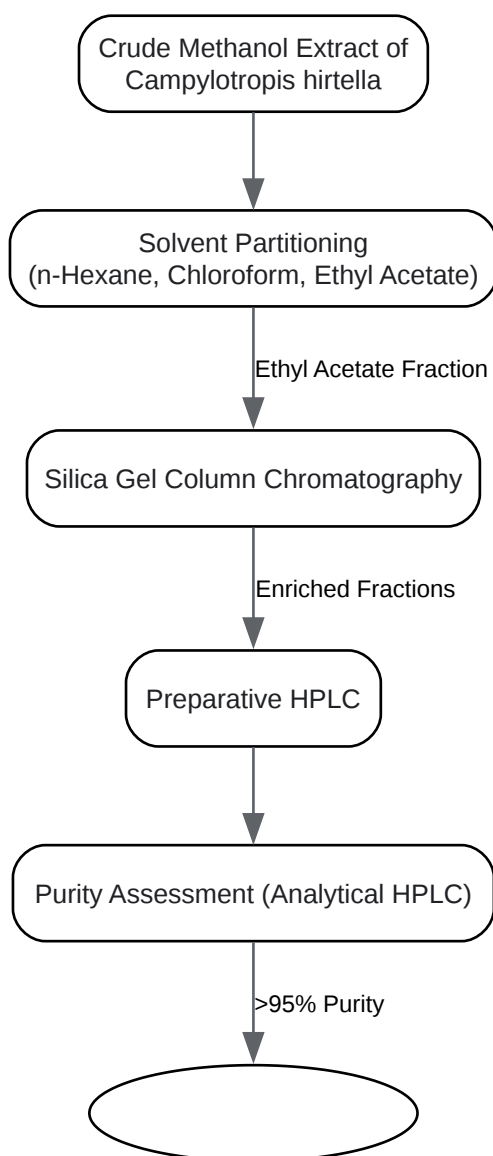 Crude Methanol Extract of
Campylotropis hirtella
Solvent Partitioning
(n-Hexane, Chloroform, Ethyl Acetate)
Ethyl Acetate Fraction
Silica Gel Column Chromatography
Enriched Fractions
Preparative HPLC
Purity Assessment (Analytical HPLC)
>95% Purity